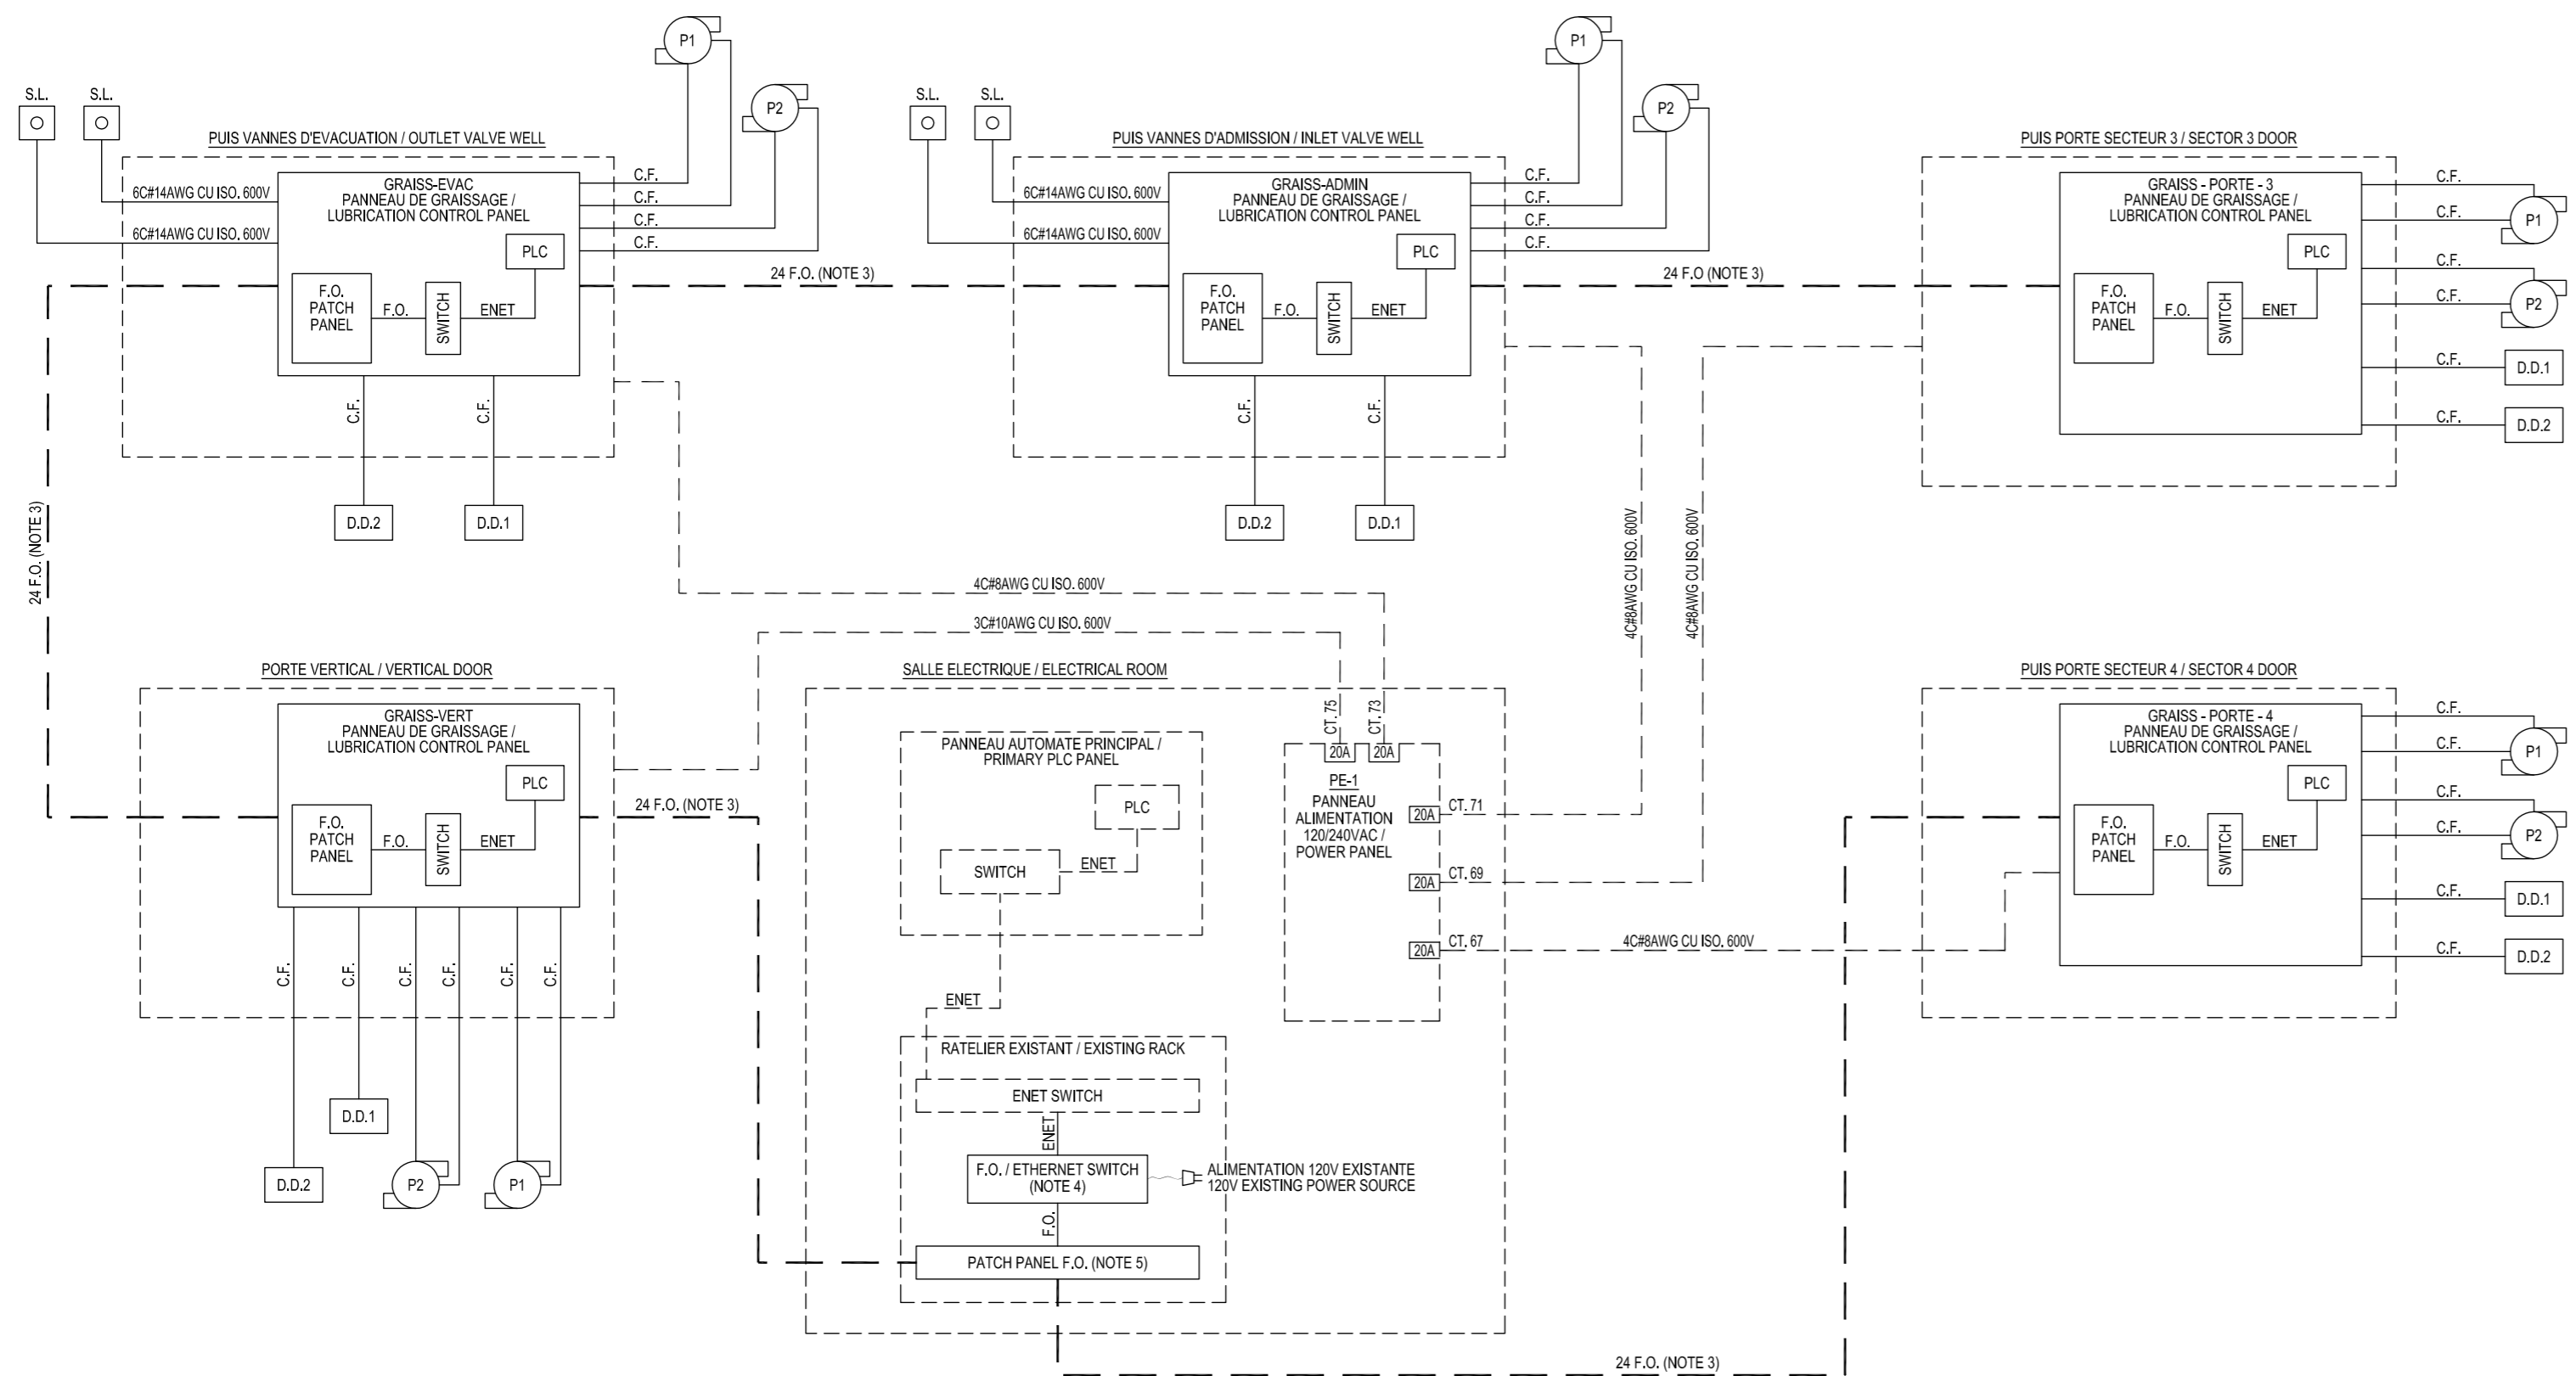 P1
P2
S.L.
S.L.
PUIS VANNES D'EVACUATION / OUTLET VALVE WELL
6C#14AWG CU ISO. 600V
6C#14AWG CU ISO. 600V
GRAISS-EVAC
PANNEAU DE GRAISSAGE /
LUBRICATION CONTROL PANEL
PLC
F.O.
PATCH
PANEL
F.O.
SWITCH
ENET
C.F.
C.F.
C.F.
C.F.
C.F.
C.F.
D.D.2
D.D.1
24 F.O. (NOTE 3)
P1
P2
S.L.
S.L.
PUIS VANNES D'ADMISSION / INLET VALVE WELL
6C#14AWG CU ISO. 600V
6C#14AWG CU ISO. 600V
GRAISS-ADMIN
PANNEAU DE GRAISSAGE /
LUBRICATION CONTROL PANEL
PLC
F.O.
PATCH
PANEL
F.O.
SWITCH
ENET
C.F.
C.F.
C.F.
C.F.
C.F.
C.F.
D.D.2
D.D.1
24 F.O (NOTE 3)
PUIS PORTE SECTEUR 3 / SECTOR 3 DOOR
GRAISS - PORTE - 3
PANNEAU DE GRAISSAGE /
LUBRICATION CONTROL PANEL
PLC
F.O.
PATCH
PANEL
F.O.
SWITCH
ENET
C.F.
C.F.
P1
C.F.
C.F.
P2
C.F.
D.D.1
C.F.
D.D.2
24 F.O. (NOTE 3)
4C#8AWG CU ISO. 600V
3C#10AWG CU ISO. 600V
4C#8AWG CU ISO. 600V
4C#8AWG CU ISO. 600V
PORTE VERTICAL / VERTICAL DOOR
GRAISS-VERT
PANNEAU DE GRAISSAGE /
LUBRICATION CONTROL PANEL
PLC
F.O.
PATCH
PANEL
F.O.
SWITCH
ENET
C.F.
C.F.
C.F.
C.F.
C.F.
C.F.
D.D.1
D.D.2
P2
P1
24 F.O. (NOTE 3)
SALLE ELECTRIQUE / ELECTRICAL ROOM
PANNEAU AUTOMATE PRINCIPAL /
PRIMARY PLC PANEL
PLC
SWITCH
ENET
ENET
CT. 75
CT. 73
20A
20A
PE-1
PANNEAU
ALIMENTATION
120/240VAC /
POWER PANEL
20A
CT. 71
20A
CT. 69
20A
CT. 67
4C#8AWG CU ISO. 600V
RATELIER EXISTANT / EXISTING RACK
ENET SWITCH
ENET
F.O. / ETHERNET SWITCH
(NOTE 4)
ALIMENTATION 120V EXISTANTE
120V EXISTING POWER SOURCE
F.O.
PATCH PANEL F.O. (NOTE 5)
24 F.O. (NOTE 3)
PUIS PORTE SECTEUR 4 / SECTOR 4 DOOR
GRAISS - PORTE - 4
PANNEAU DE GRAISSAGE /
LUBRICATION CONTROL PANEL
PLC
F.O.
PATCH
PANEL
F.O.
SWITCH
ENET
C.F.
C.F.
P1
C.F.
C.F.
P2
C.F.
D.D.1
C.F.
D.D.2